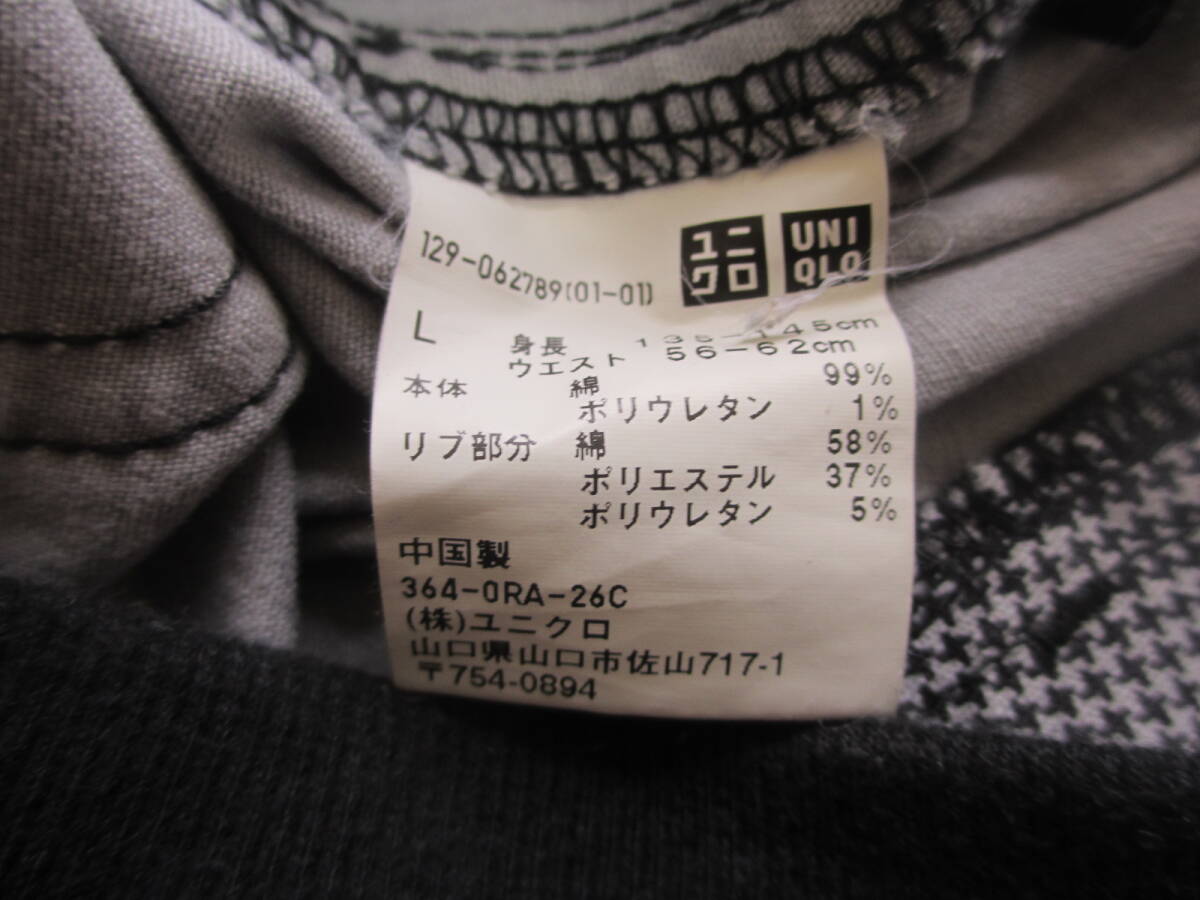 129-062789(01-01)
ユニ
クロ
UNI
QLO
L 身長 135-145cm
ウエスト 56-62cm
本体 綿 99%
ポリウレタン 1%
リブ部分 綿 58%
ポリエステル 37%
ポリウレタン 5%
中国製
364-0RA-26C
(株)ユニクロ
山口県山口市佐山717-1
〒754-0894